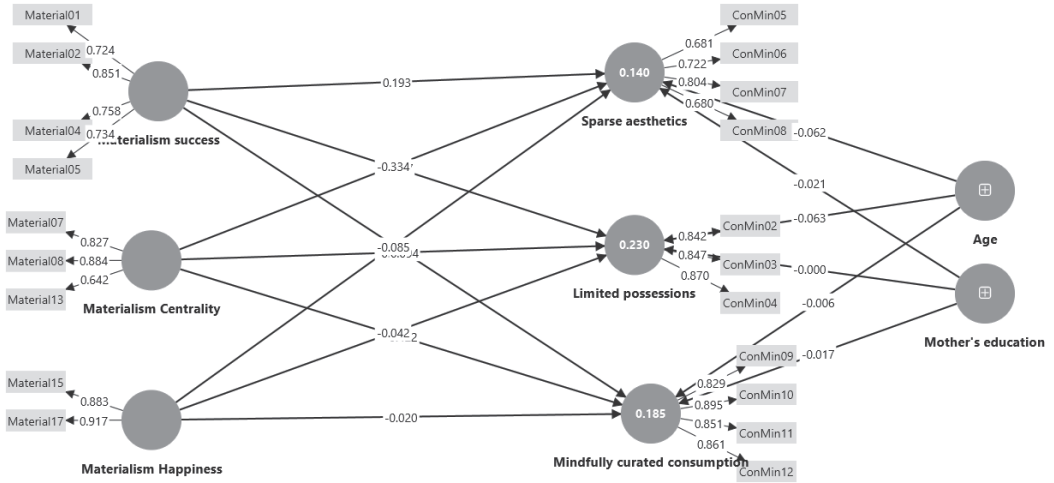 Material01
Material02
0.724
0.851
0.758
Material04
0.734
Materialism success
Material05
Material07
0.827
Material08
0.884
0.642
Material13
Materialism Centrality
Material15
0.883
Material17
0.917
Materialism Happiness
0.193
-0.334
-0.085
-0.042
-0.020
0.140
Sparse aesthetics
0.681
0.722
0.804
0.680
ConMin05
ConMin06
ConMin07
ConMin08
0.230
Limited possessions
0.842
0.847
0.870
ConMin02
ConMin03
ConMin04
0.185
Mindfully curated consumption
0.829
0.895
0.851
0.861
ConMin09
ConMin10
ConMin11
ConMin12
-0.062
-0.021
-0.063
-0.000
-0.006
-0.017
Age
Mother's education